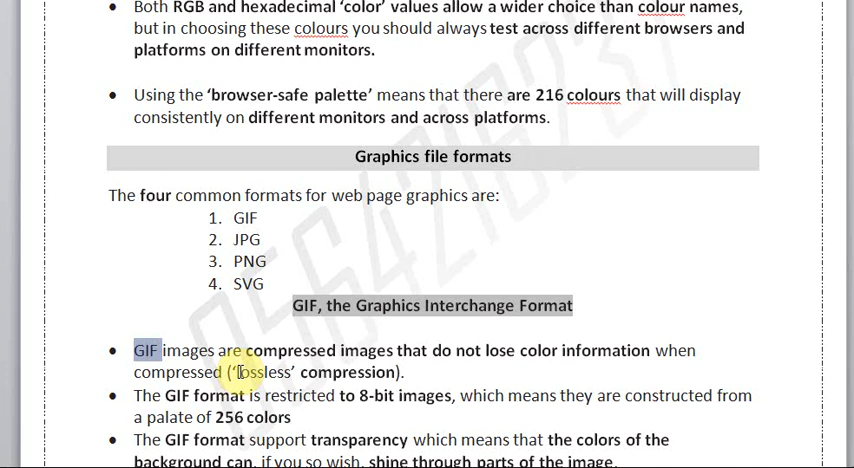 • Both RGB and hexadecimal ‘color’ values allow a wider choice than colour names,
but in choosing these colours you should always test across different browsers and
platforms on different monitors.
• Using the ‘browser-safe palette’ means that there are 216 colours that will display
consistently on different monitors and across platforms.
Graphics file formats
The four common formats for web page graphics are:
1. GIF
2. JPG
3. PNG
4. SVG
GIF, the Graphics Interchange Format
• GIF images are compressed images that do not lose color information when
compressed (‘lossless’ compression).
• The GIF format is restricted to 8-bit images, which means they are constructed from
a palate of 256 colors
• The GIF format support transparency which means that the colors of the
background can, if you so wish, shine through parts of the image.